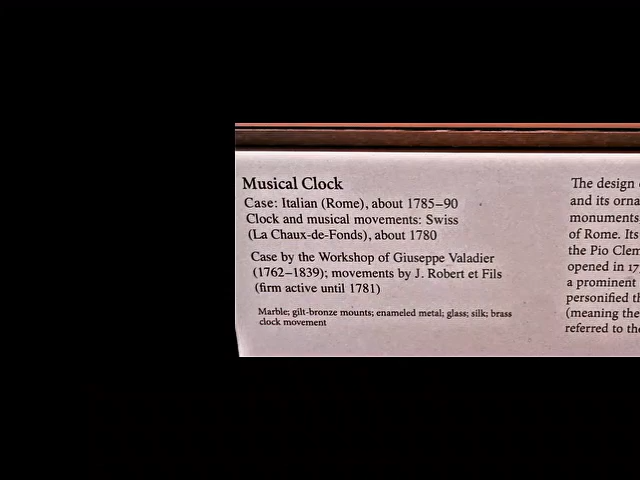 Musical Clock
Case: Italian (Rome), about 1785–90
Clock and musical movements: Swiss
(La Chaux-de-Fonds), about 1780
Case by the Workshop of Giuseppe Valadier
(1762–1839); movements by J. Robert et Fils
(firm active until 1781)
Marble; gilt-bronze mounts; enameled metal; glass; silk; brass
clock movement
The design
and its orna
monuments,
of Rome. Its
the Pio Clem
opened in 17
a prominent
personified th
(meaning the
referred to the